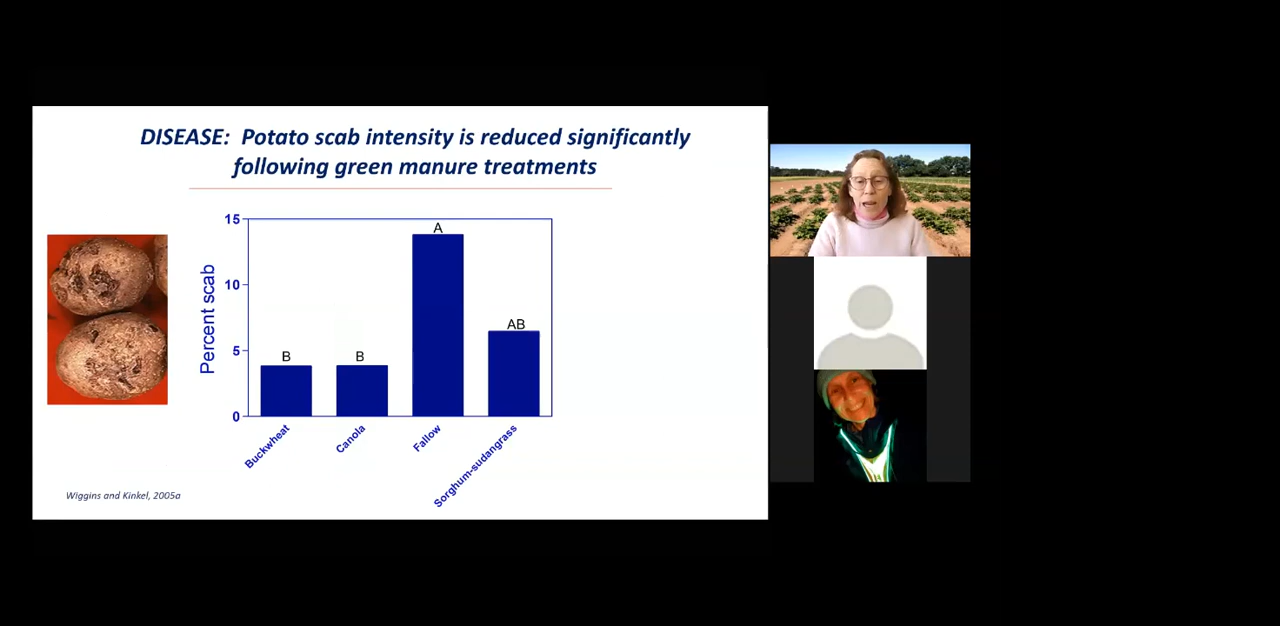 DISEASE: Potato scab intensity is reduced significantly
following green manure treatments
15
10
5
0
Percent scab
B
B
A
AB
Buckwheat
Canola
Fallow
Sorghum-sudangrass
Wiggins and Kinkel, 2005a